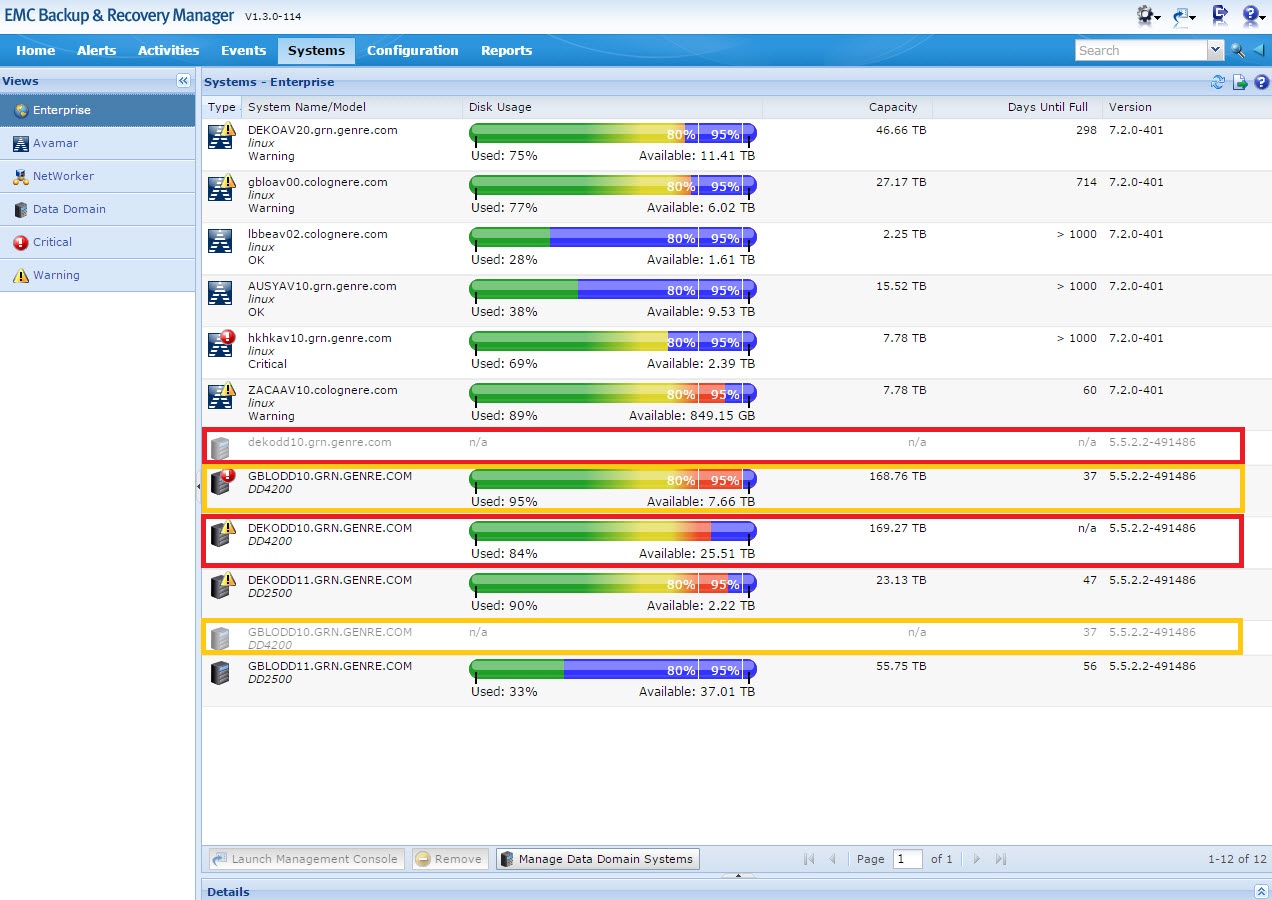 EMC Backup & Recovery Manager V1.3.0-114
Home Alerts Activities Events Systems Configuration Reports Search
Views
Enterprise
Avamar
NetWorker
Data Domain
Critical
Warning
Systems - Enterprise
Type System Name/Model Disk Usage Capacity Days Until Full Version
DEKOAV20.grn.genre.com 80% 95% 46.66 TB 298 7.2.0-401
linux
Warning Used: 75% Available: 11.41 TB
gbloav00.colognere.com 80% 95% 27.17 TB 714 7.2.0-401
linux
Warning Used: 77% Available: 6.02 TB
lbbeav02.colognere.com 80% 95% 2.25 TB > 1000 7.2.0-401
linux
OK Used: 28% Available: 1.61 TB
AUSYAV10.grn.genre.com 80% 95% 15.52 TB > 1000 7.2.0-401
linux
OK Used: 38% Available: 9.53 TB
hkhkav10.grn.genre.com 80% 95% 7.78 TB > 1000 7.2.0-401
linux
Critical Used: 69% Available: 2.39 TB
ZACAAV10.colognere.com 80% 95% 7.78 TB 60 7.2.0-401
linux
Warning Used: 89% Available: 849.15 GB
dekodd10.grn.genre.com n/a n/a n/a 5.5.2.2-491486
GBLODD10.GRN.GENRE.COM 80% 95% 168.76 TB 37 5.5.2.2-491486
DD4200
Used: 95% Available: 7.66 TB
DEKODD10.GRN.GENRE.COM 169.27 TB n/a 5.5.2.2-491486
DD4200
Used: 84% Available: 25.51 TB
DEKODD11.GRN.GENRE.COM 80% 95% 23.13 TB 47 5.5.2.2-491486
DD2500
Used: 90% Available: 2.22 TB
GBLODD10.GRN.GENRE.COM n/a n/a 37 5.5.2.2-491486
DD4200
GBLODD11.GRN.GENRE.COM 80% 95% 55.75 TB 56 5.5.2.2-491486
DD2500
Used: 33% Available: 37.01 TB
Launch Management Console Remove Manage Data Domain Systems Page 1 of 1 1-12 of 12
Details